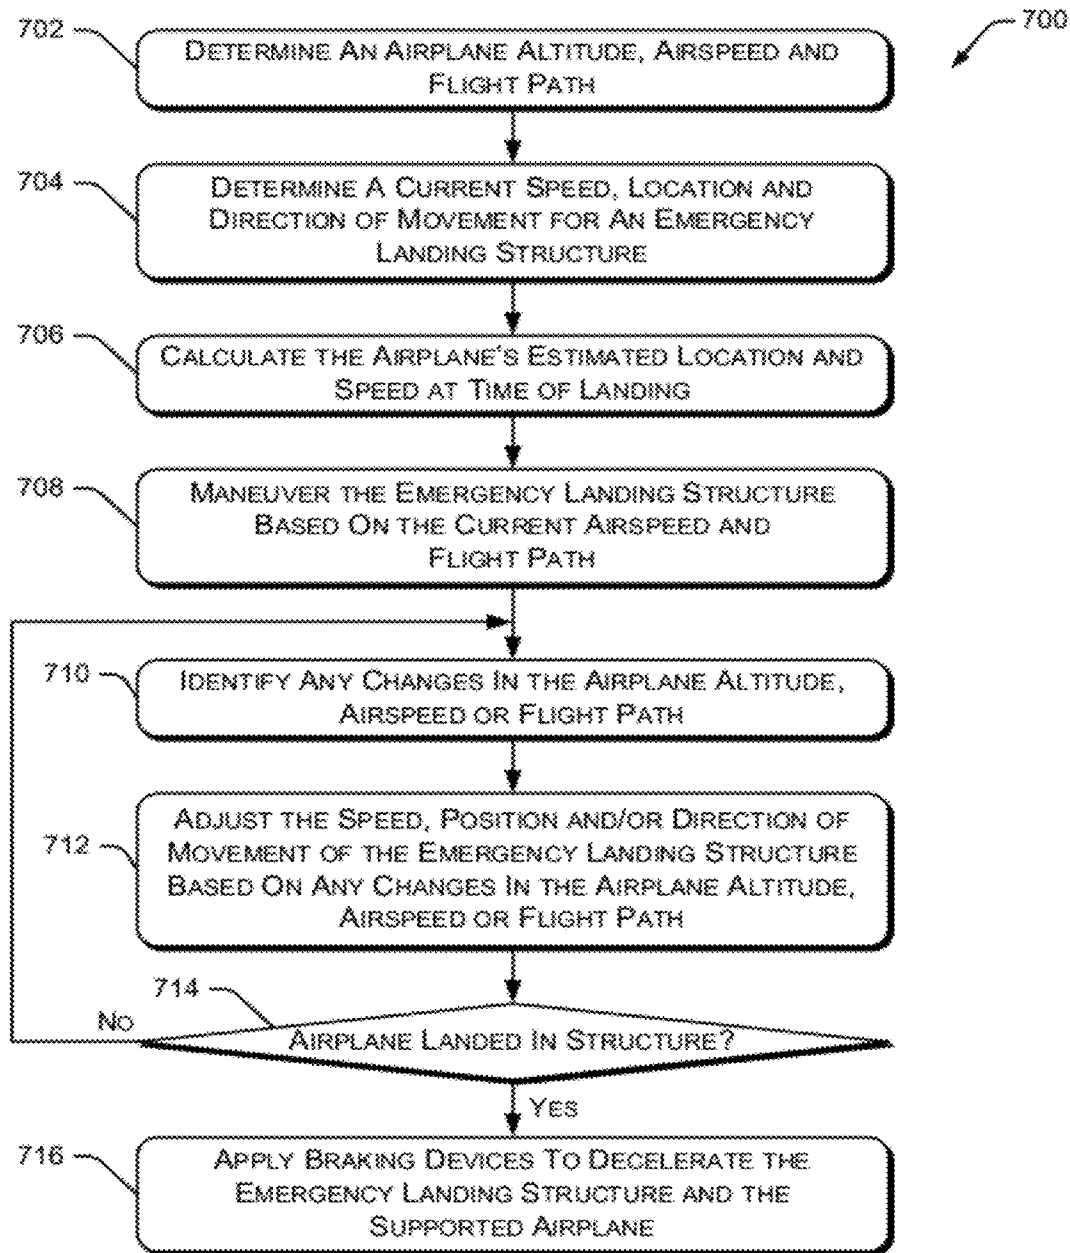 700
702
DETERMINE AN AIRPLANE ALTITUDE, AIRSPEED AND
FLIGHT PATH
704
DETERMINE A CURRENT SPEED, LOCATION AND
DIRECTION OF MOVEMENT FOR AN EMERGENCY
LANDING STRUCTURE
706
CALCULATE THE AIRPLANE'S ESTIMATED LOCATION AND
SPEED AT TIME OF LANDING
708
MANEUVER THE EMERGENCY LANDING STRUCTURE
BASED ON THE CURRENT AIRSPEED AND
FLIGHT PATH
710
IDENTIFY ANY CHANGES IN THE AIRPLANE ALTITUDE,
AIRSPEED OR FLIGHT PATH
712
ADJUST THE SPEED, POSITION AND/OR DIRECTION OF
MOVEMENT OF THE EMERGENCY LANDING STRUCTURE
BASED ON ANY CHANGES IN THE AIRPLANE ALTITUDE,
AIRSPEED OR FLIGHT PATH
714
NO
AIRPLANE LANDED IN STRUCTURE?
YES
716
APPLY BRAKING DEVICES TO DECELERATE THE
EMERGENCY LANDING STRUCTURE AND THE
SUPPORTED AIRPLANE